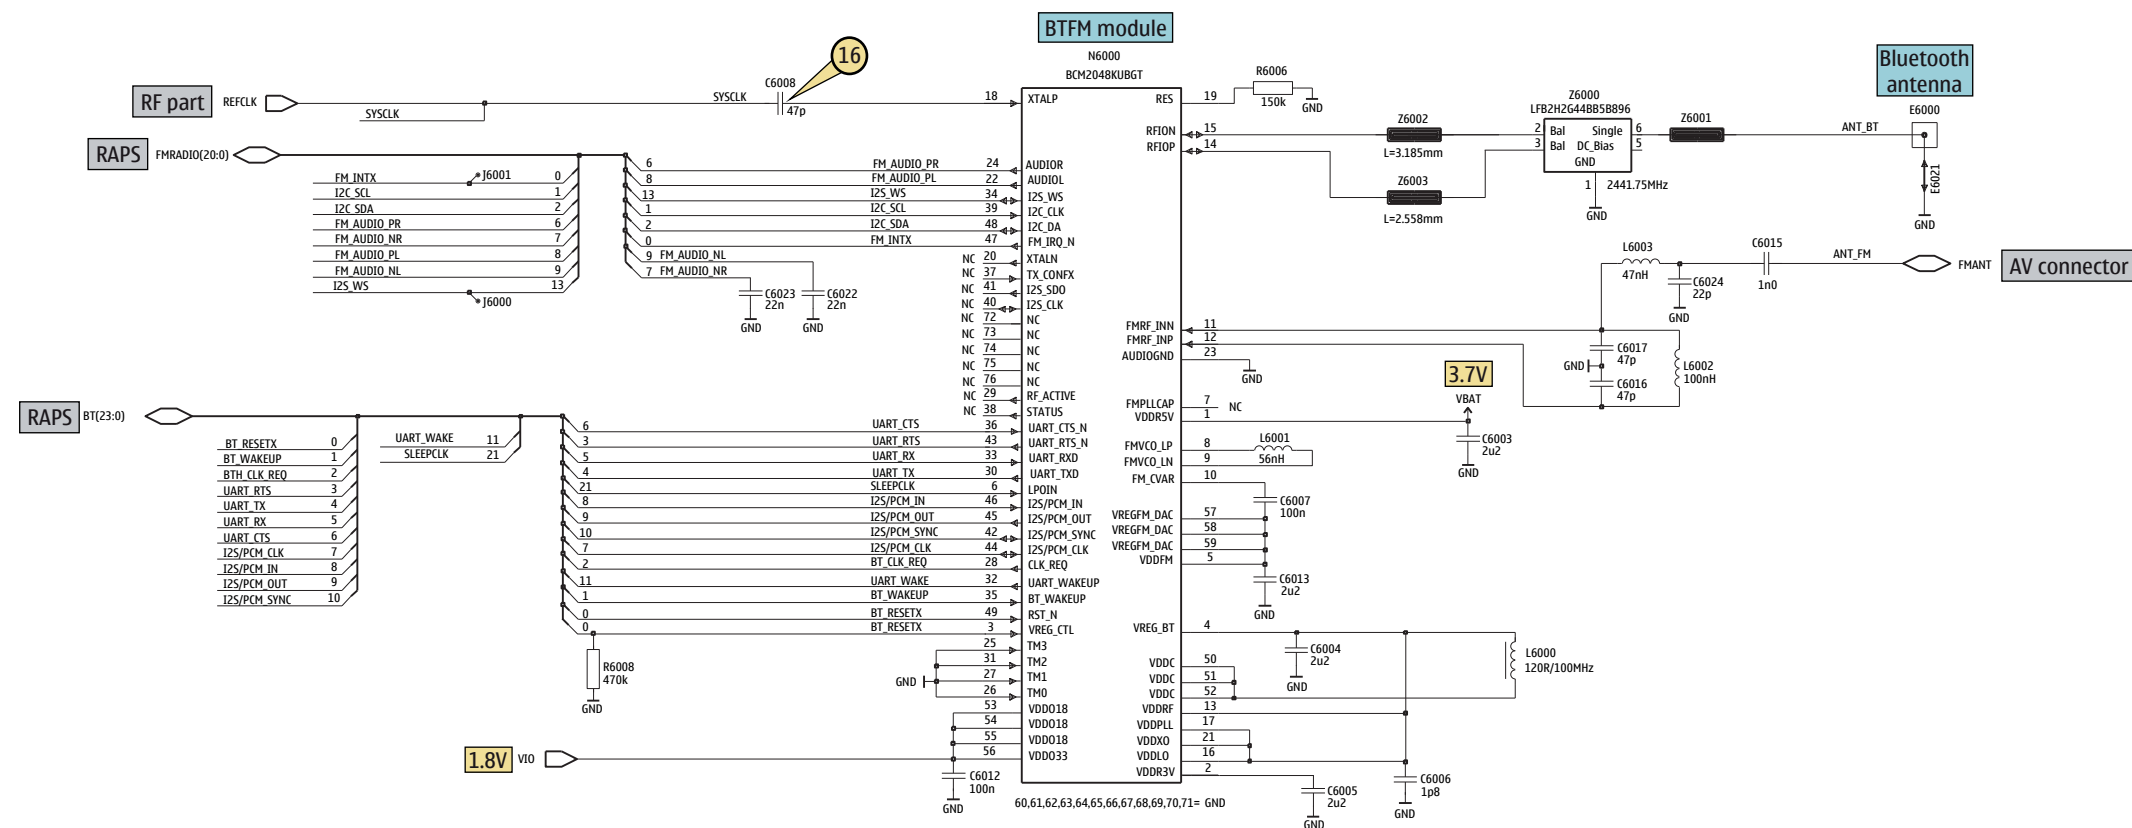 BTFM module
N6000
BCM2048KUBGT
16
C6008
47p
RF part
REFCLK
SYSCLK
SYSCLK
18
XTALP
RAPS
FMRADIO(20:0)
FM_INTX
J6001
0
I2C_SCL
1
I2C_SDA
2
FM_AUDIO_PR
6
FM_AUDIO_NR
7
FM_AUDIO_PL
8
FM_AUDIO_NL
9
I2S_WS
13
J6000
6 FM_AUDIO_PR 24 AUDIOR
8 FM_AUDIO_PL 22 AUDIOL
13 I2S_WS 34 I2S_WS
1 I2C_SCL 39 I2C_CLK
2 I2C_SDA 48 I2C_DA
0 FM_INTX 47 FM_IRQ_N
9 FM_AUDIO_NL
7 FM_AUDIO_NR
C6023
22n
GND
C6022
22n
GND
NC 20 XTALN
NC 37 TX_CONFX
NC 41 I2S_SDO
NC 40 I2S_CLK
NC 72 NC
NC 73 NC
NC 74 NC
NC 75 NC
NC 76 NC
NC 29 RF_ACTIVE
NC 38 STATUS
RAPS
BT(23:0)
BT_RESETX 0
BT_WAKEUP 1
BTH_CLK_REQ 2
UART_RTS 3
UART_TX 4
UART_RX 5
UART_CTS 6
I2S/PCM_CLK 7
I2S/PCM_IN 8
I2S/PCM_OUT 9
I2S/PCM_SYNC 10
UART_WAKE 11
SLEEPCLK 21
6 UART_CTS 36 UART_CTS_N
3 UART_RTS 43 UART_RTS_N
5 UART_RX 33 UART_RXD
4 UART_TX 30 UART_TXD
21 SLEEPCLK 6 LPOIN
8 I2S/PCM_IN 46 I2S/PCM_IN
9 I2S/PCM_OUT 45 I2S/PCM_OUT
10 I2S/PCM_SYNC 42 I2S/PCM_SYNC
7 I2S/PCM_CLK 44 I2S/PCM_CLK
2 BT_CLK_REQ 28 CLK_REQ
11 UART_WAKE 32 UART_WAKEUP
1 BT_WAKEUP 35 BT_WAKEUP
0 BT_RESETX 49 RST_N
0 BT_RESETX 3 VREG_CTL
R6008
470k
GND
GND
25 TM3
31 TM2
27 TM1
26 TM0
53 VDDO18
54 VDDO18
55 VDDO18
56 VDDO33
1.8V
VIO
C6012
100n
GND
60,61,62,63,64,65,66,67,68,69,70,71= GND
RES 19
R6006
150k
GND
RFION 15
RFIOP 14
Z6002
L=3.185mm
Z6003
L=2.558mm
Z6000
LFB2H2G44BB5B896
2 Bal Single 6
3 Bal DC_Bias 5
GND
1 2441.75MHz
GND
Z6001
ANT_BT
Bluetooth
antenna
E6000
E6021
GND
L6003
47nH
C6015
1n0
C6024
22p
GND
ANT_FM
FMANT
AV connector
FMRF_INN 11
FMRF_INP 12
AUDIOGND 23
GND
C6017
47p
GND
C6016
47p
L6002
100nH
3.7V
VBAT
FMPLLCAP 7 NC
VDDR5V 1
C6003
2u2
GND
FMVCO_LP 8
FMVCO_LN 9
L6001
56nH
FM_CVAR 10
C6007
100n
VREGFM_DAC 57
VREGFM_DAC 58
VREGFM_DAC 59
VDDFM 5
C6013
2u2
GND
VREG_BT 4
C6004
2u2
GND
L6000
120R/100MHz
VDDC 50
VDDC 51
VDDC 52
VDDRF 13
VDDPLL 17
VDDXO 21
VDDLO 16
VDDR3V 2
C6005
2u2
GND
C6006
1p8
GND